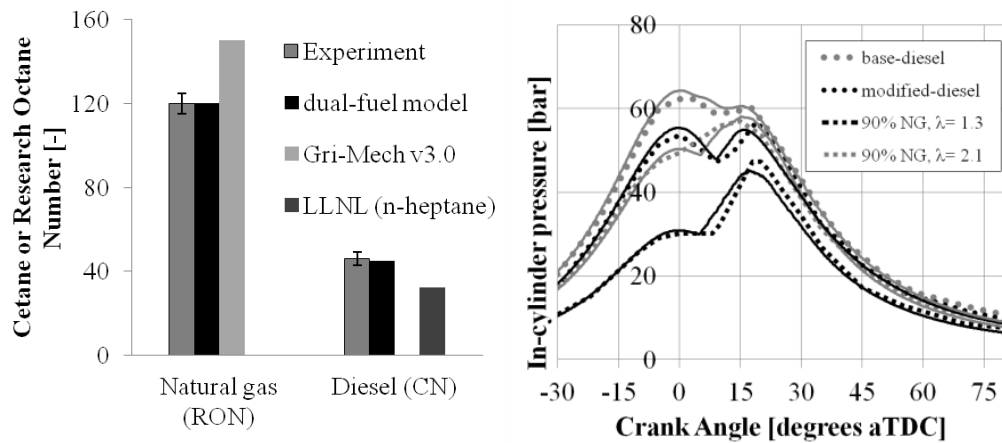 Cetane or Research Octane
Number [-]
160
120
80
40
0
Experiment
dual-fuel model
Gri-Mech v3.0
LLNL (n-heptane)
Natural gas
(RON)
Diesel (CN)
In-cylinder pressure [bar]
80
60
40
20
0
base-diesel
modified-diesel
90% NG, λ= 1.3
90% NG, λ= 2.1
-30
-15
0
15
30
45
60
75
Crank Angle [degrees aTDC]